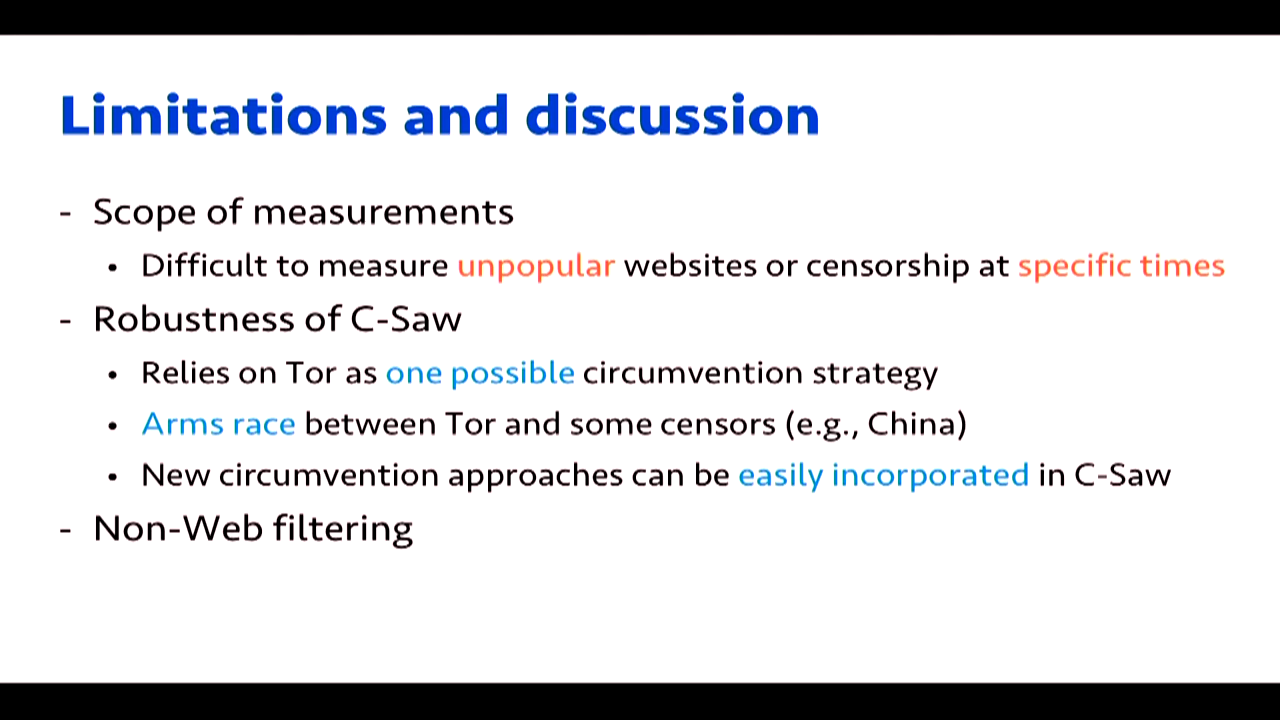 Limitations and discussion
- Scope of measurements
• Difficult to measure unpopular websites or censorship at specific times
- Robustness of C-Saw
• Relies on Tor as one possible circumvention strategy
• Arms race between Tor and some censors (e.g., China)
• New circumvention approaches can be easily incorporated in C-Saw
- Non-Web filtering